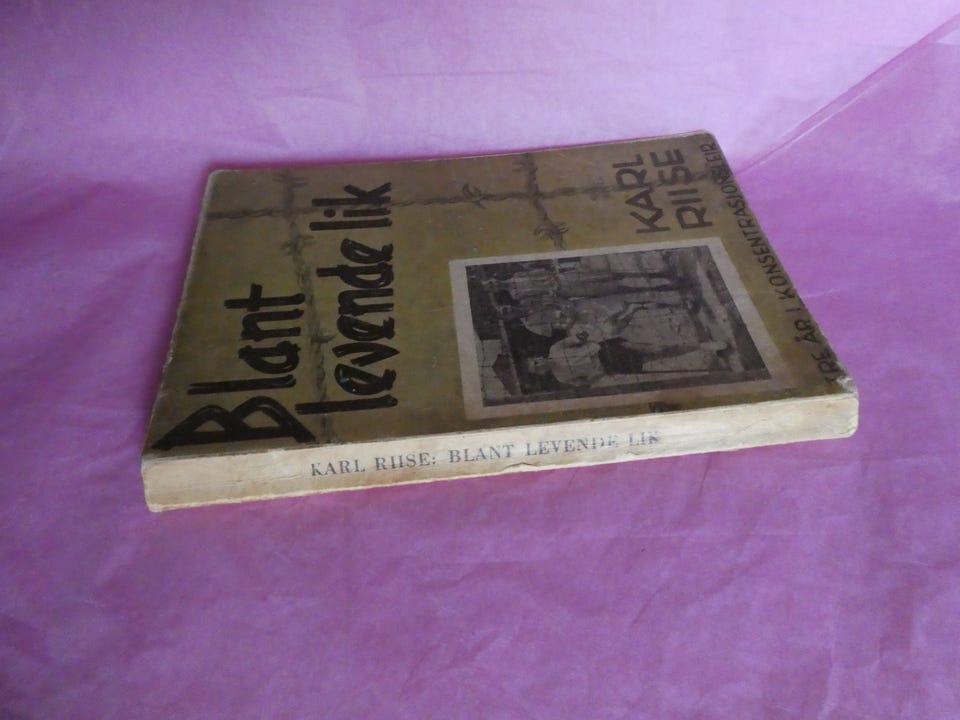 Blant
levende lik
KARL
RIISE
ÅR I KONSENTRASJONSLEIR
KARL RIISE: BLANT LEVENDE LIK